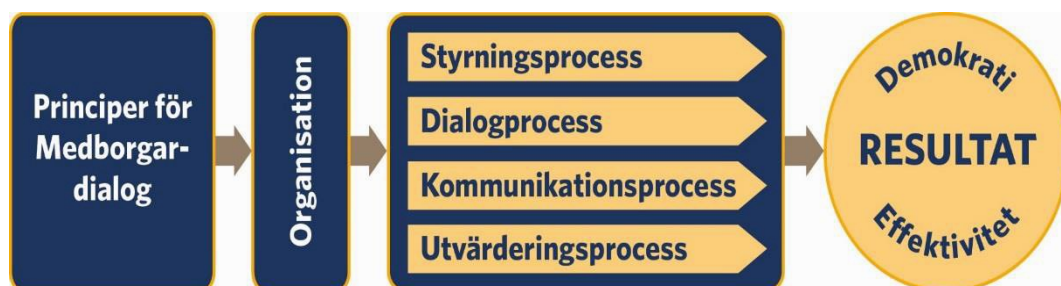 Principer för
Medborgar-
dialog
Organisation
Styrningsprocess
Dialogprocess
Kommunikationsprocess
Utvärderingsprocess
Demokrati
RESULTAT
Effektivitet